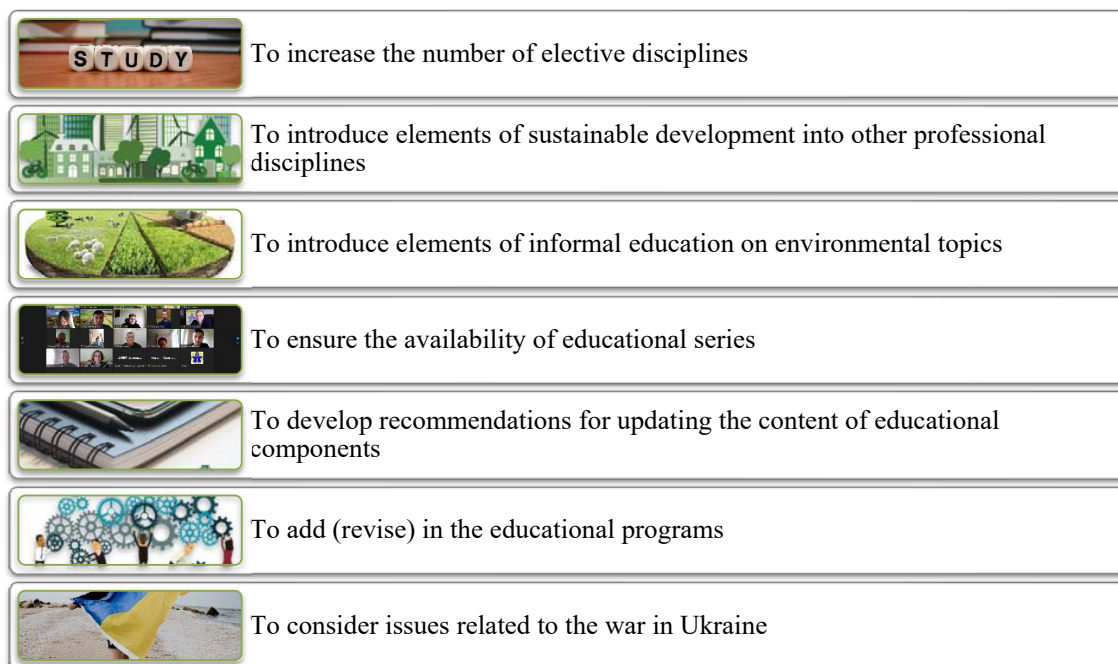 STUDY
To increase the number of elective disciplines
To introduce elements of sustainable development into other professional
disciplines
To introduce elements of informal education on environmental topics
To ensure the availability of educational series
To develop recommendations for updating the content of educational
components
To add (revise) in the educational programs
To consider issues related to the war in Ukraine